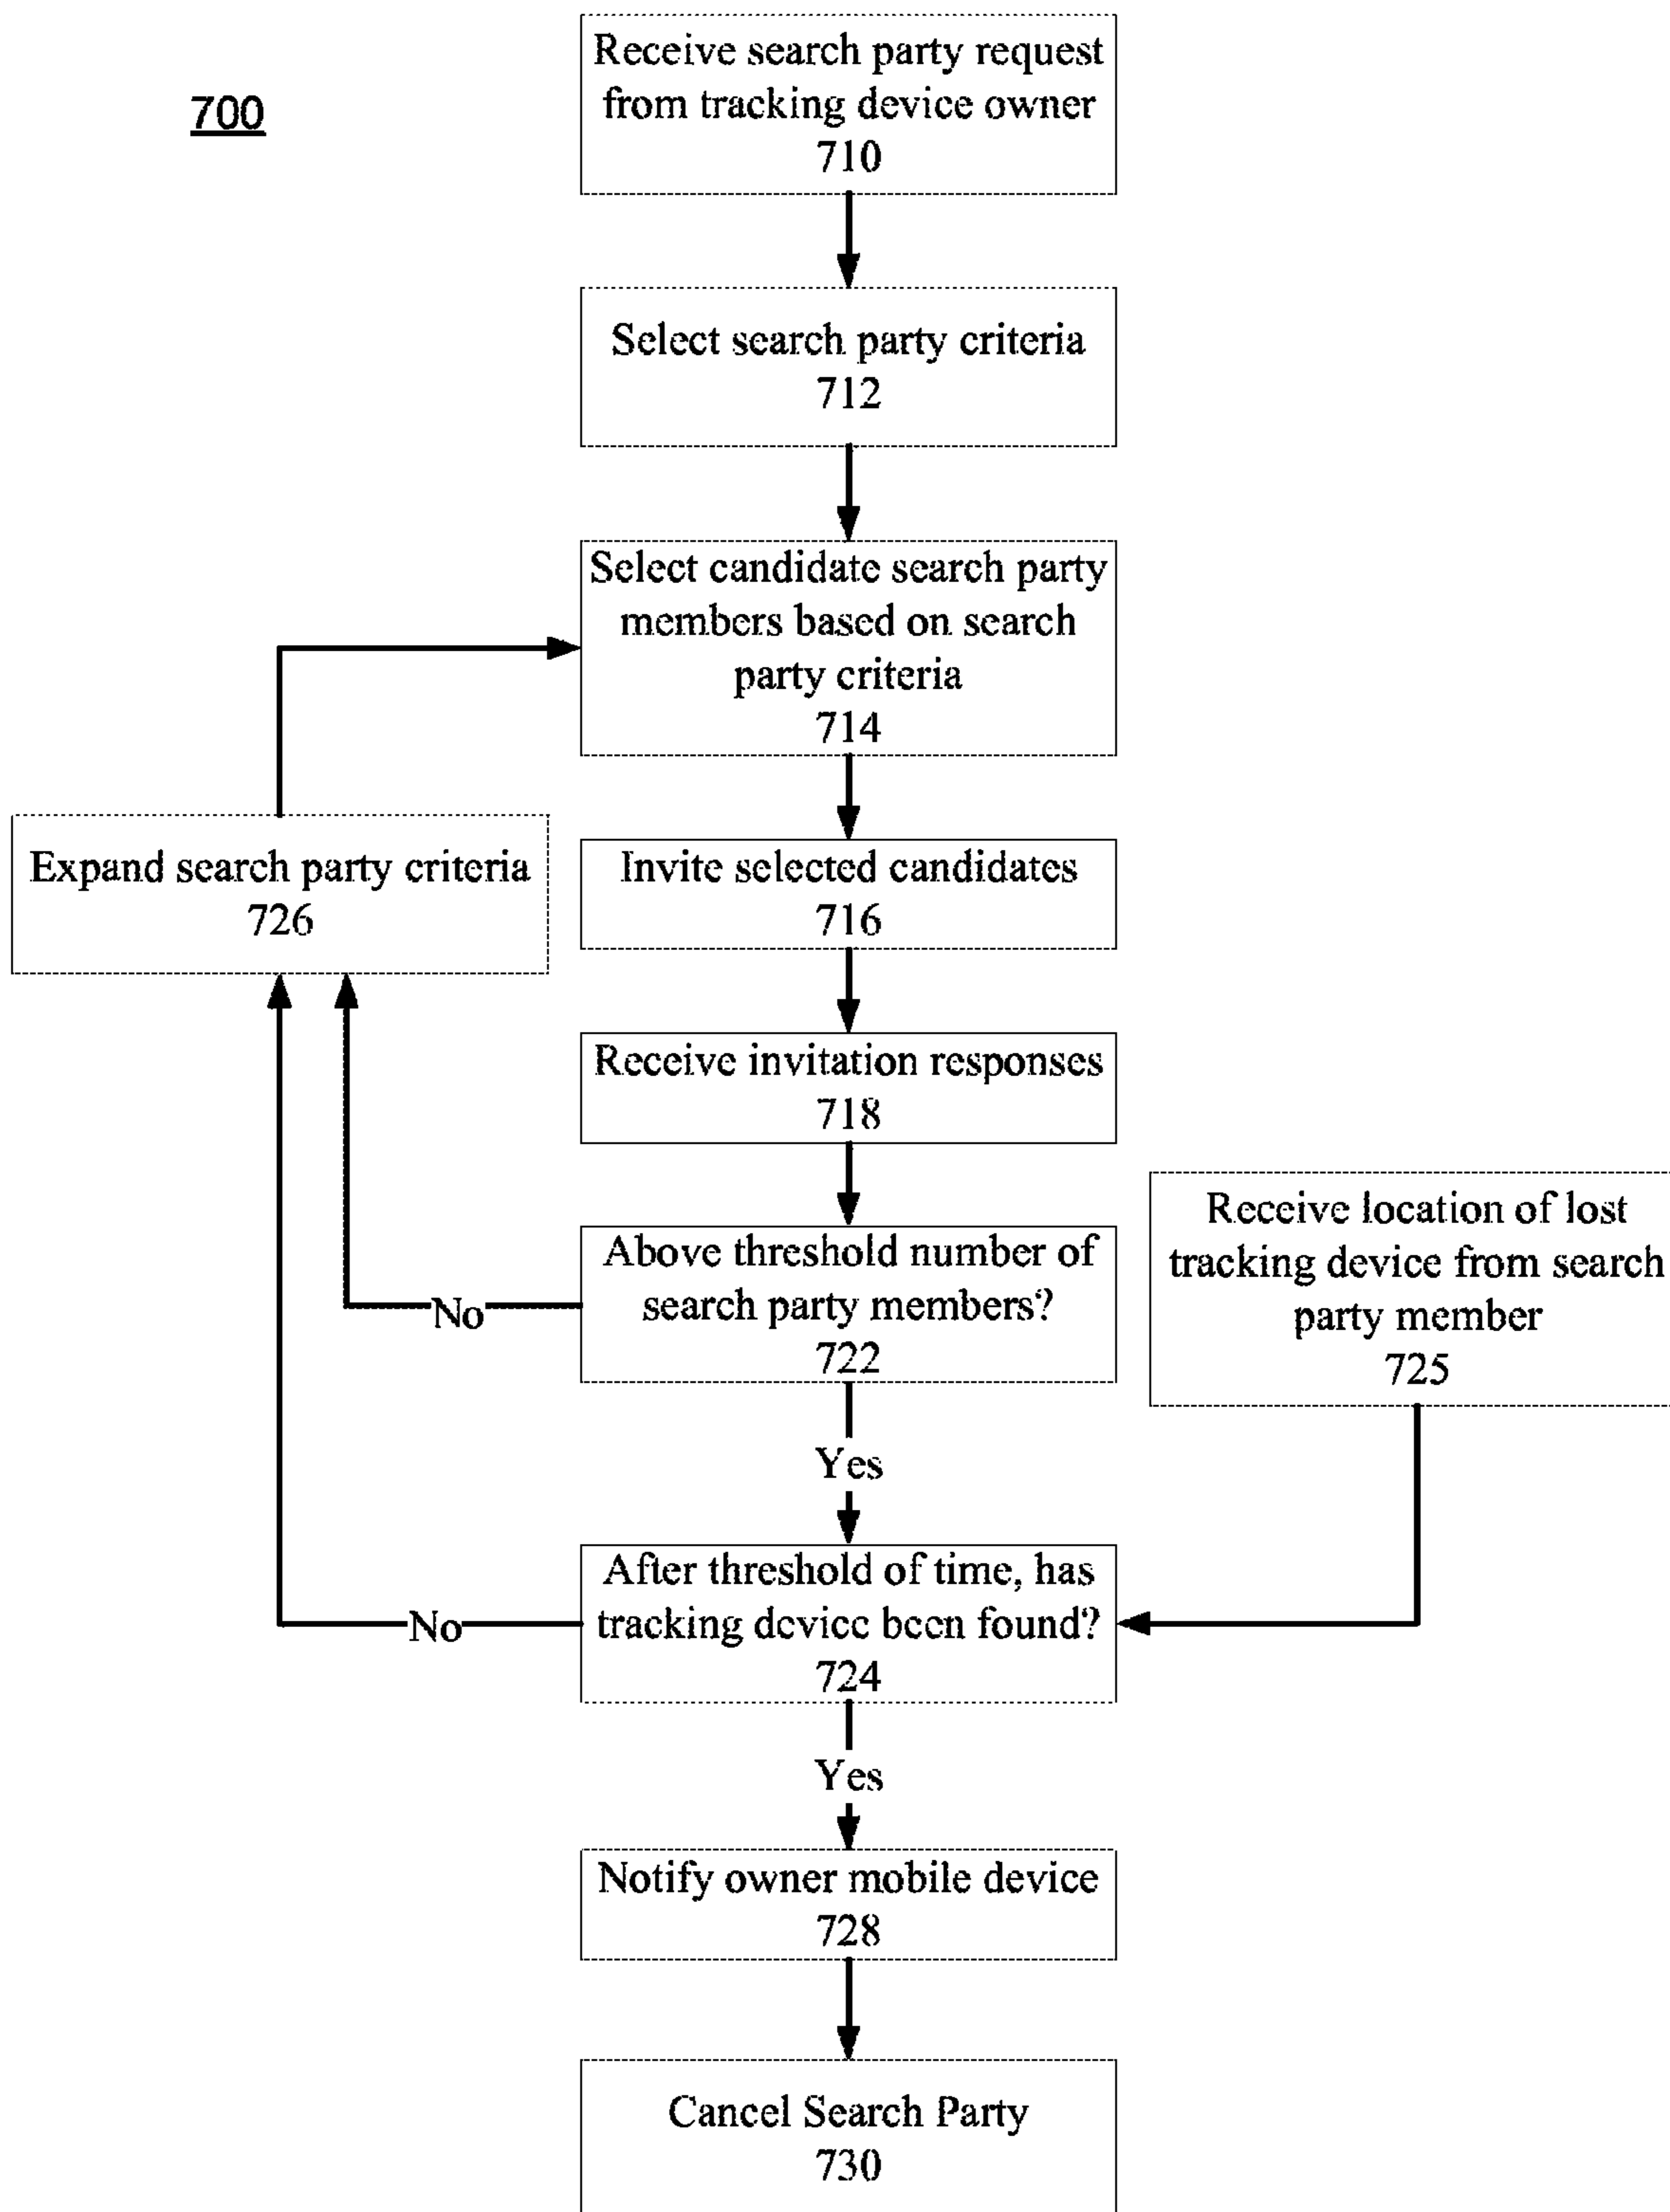 700
Receive search party request
from tracking device owner
710
Select search party criteria
712
Select candidate search party
members based on search
party criteria
714
Expand search party criteria
726
Invite selected candidates
716
Receive invitation responses
718
Above threshold number of
search party members?
722
No
Yes
Receive location of lost
tracking device from search
party member
725
After threshold of time, has
tracking device been found?
724
No
Yes
Notify owner mobile device
728
Cancel Search Party
730